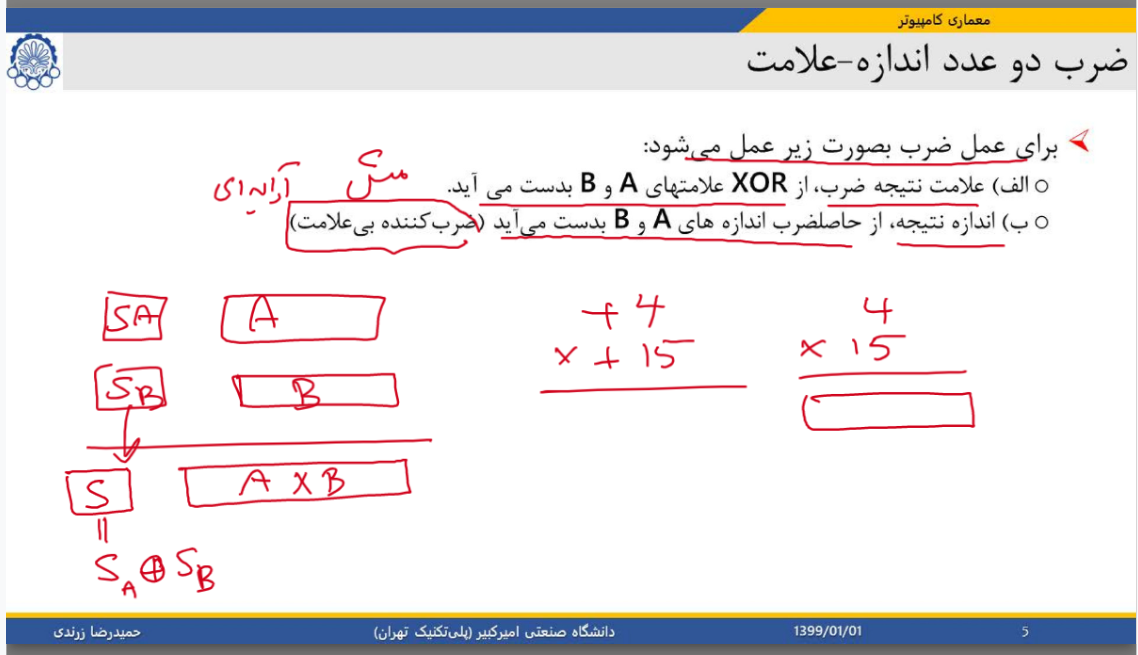 معماری کامپیوتر
ضرب دو عدد اندازه-علامت
برای عمل ضرب بصورت زیر عمل می‌شود:
الف) علامت نتیجه ضرب، از XOR علامتهای A و B بدست می آید.
مثل آرایه‌ای
ب) اندازه نتیجه، از حاصلضرب اندازه های A و B بدست می‌آید (ضرب‌کننده بی‌علامت)
SA A
SB B
S A X B
=
S_A ⊕ S_B
+ 4
x + 15
4
x 15
حمیدرضا زرندی
دانشگاه صنعتی امیرکبیر (پلی‌تکنیک تهران)
1399/01/01
5